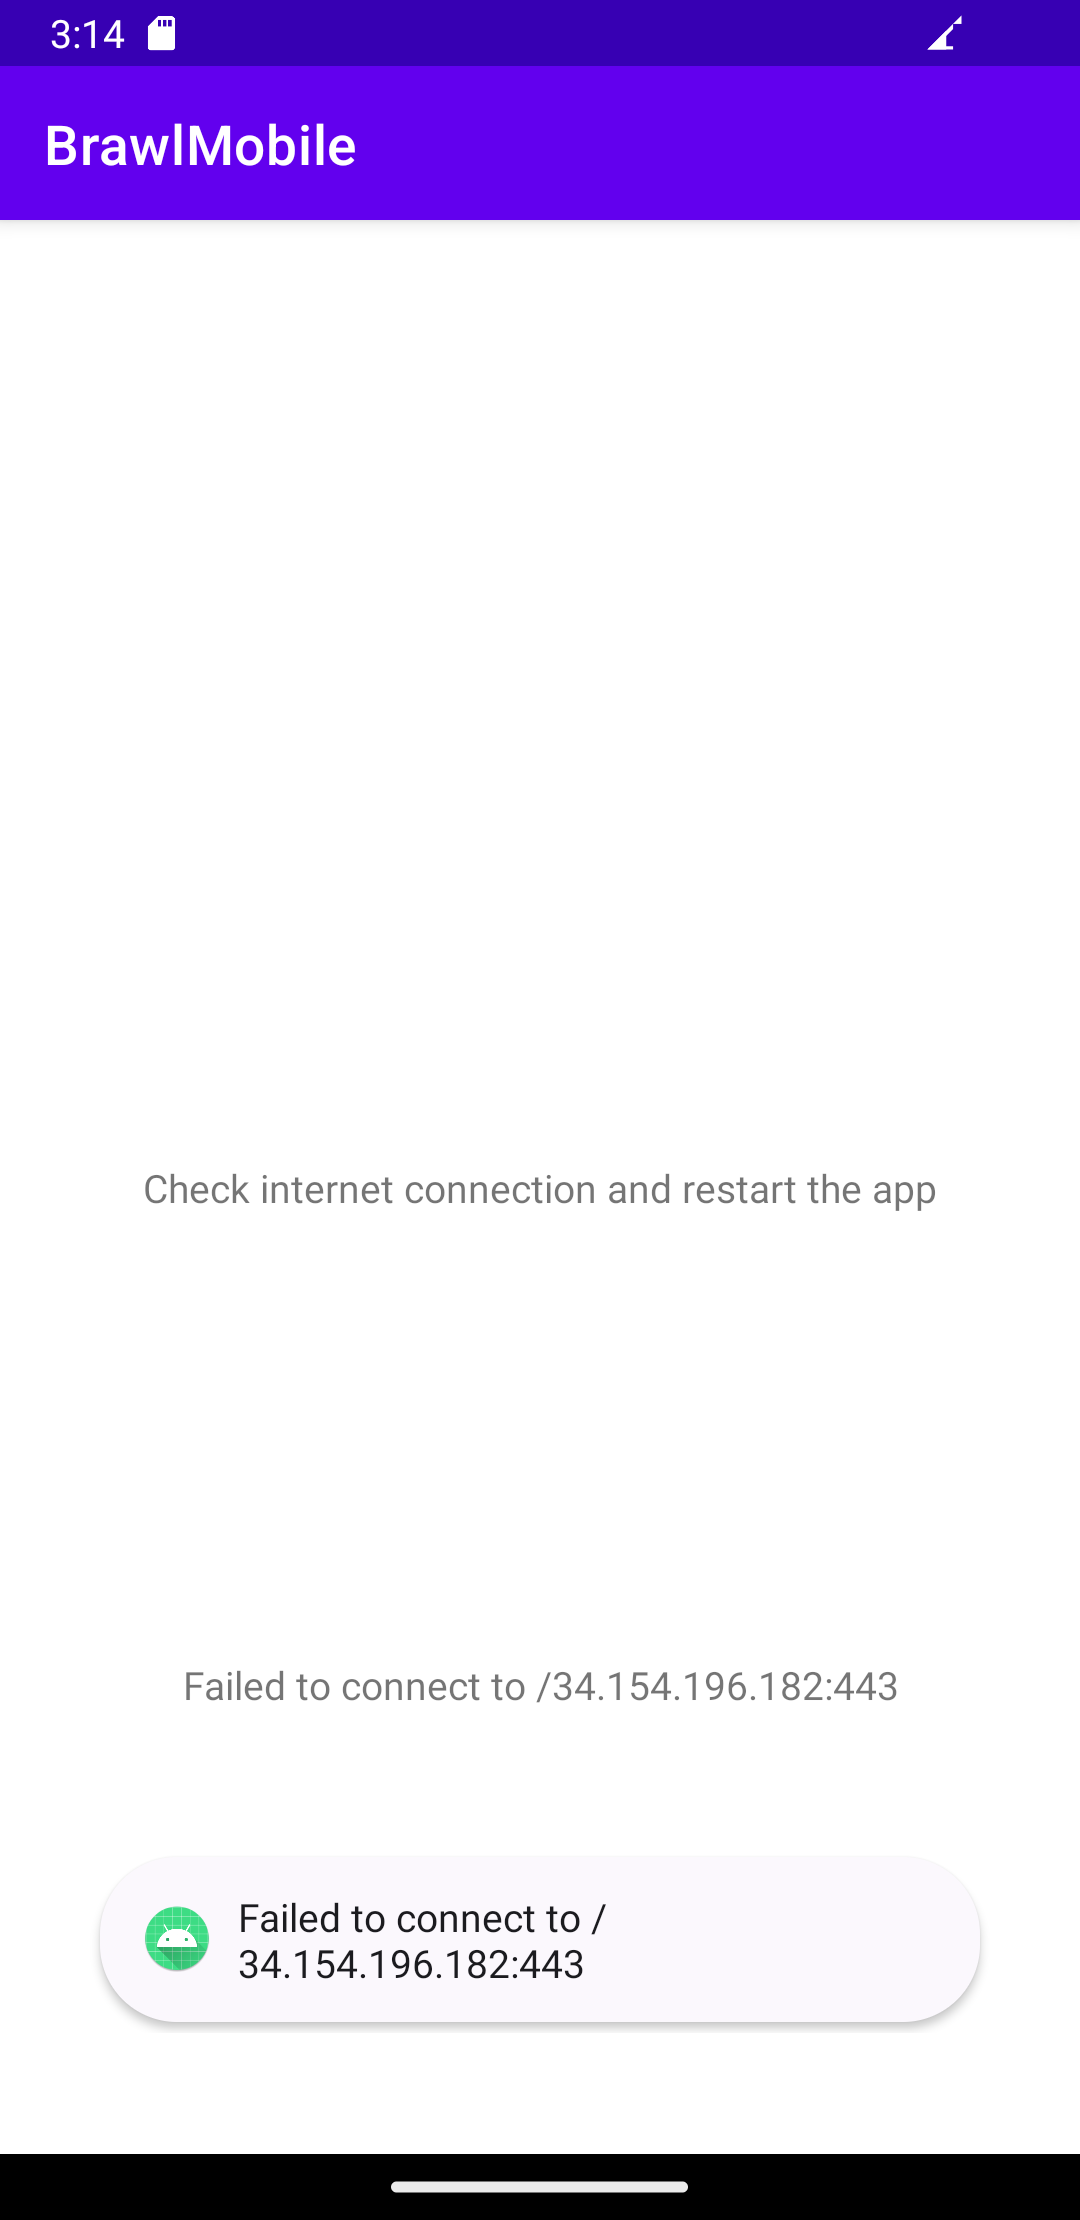 3:14
BrawlMobile
Check internet connection and restart the app
Failed to connect to /34.154.196.182:443
Failed to connect to /
34.154.196.182:443